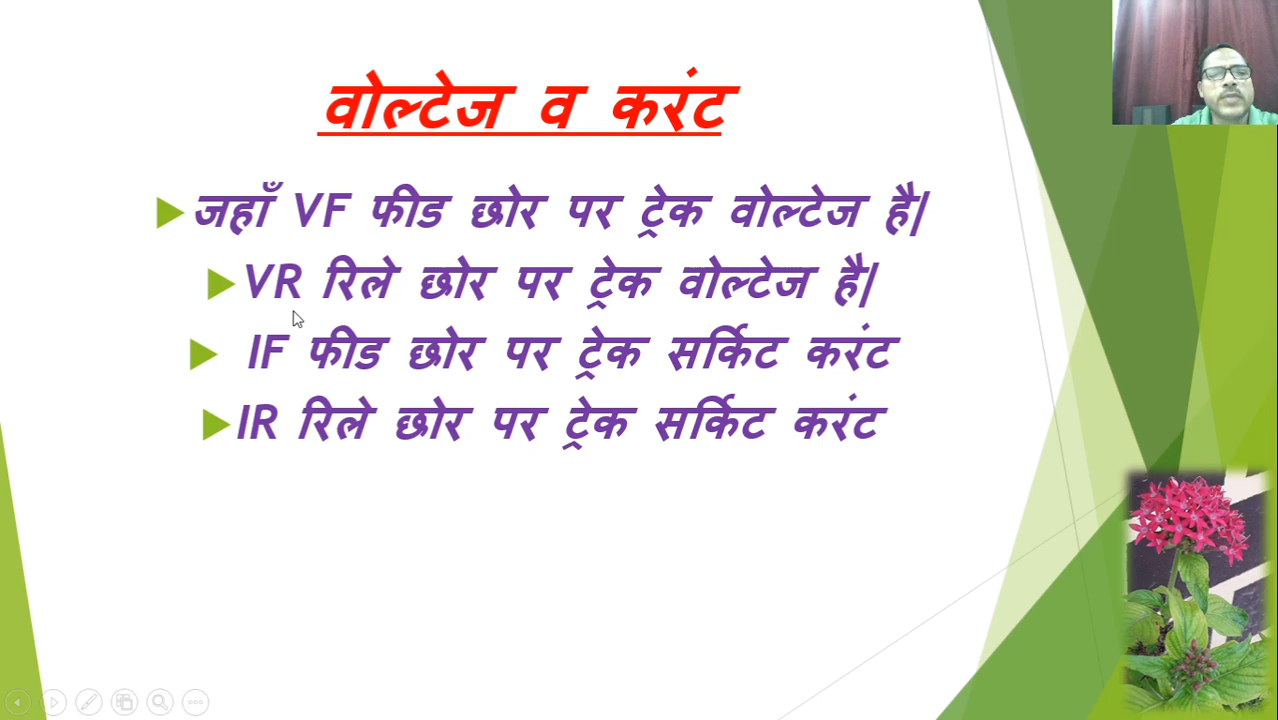 वोल्टेज व करंट
जहाँ VF फीड छोर पर ट्रेक वोल्टेज है|
VR रिले छोर पर ट्रेक वोल्टेज है|
IF फीड छोर पर ट्रेक सर्किट करंट
IR रिले छोर पर ट्रेक सर्किट करंट